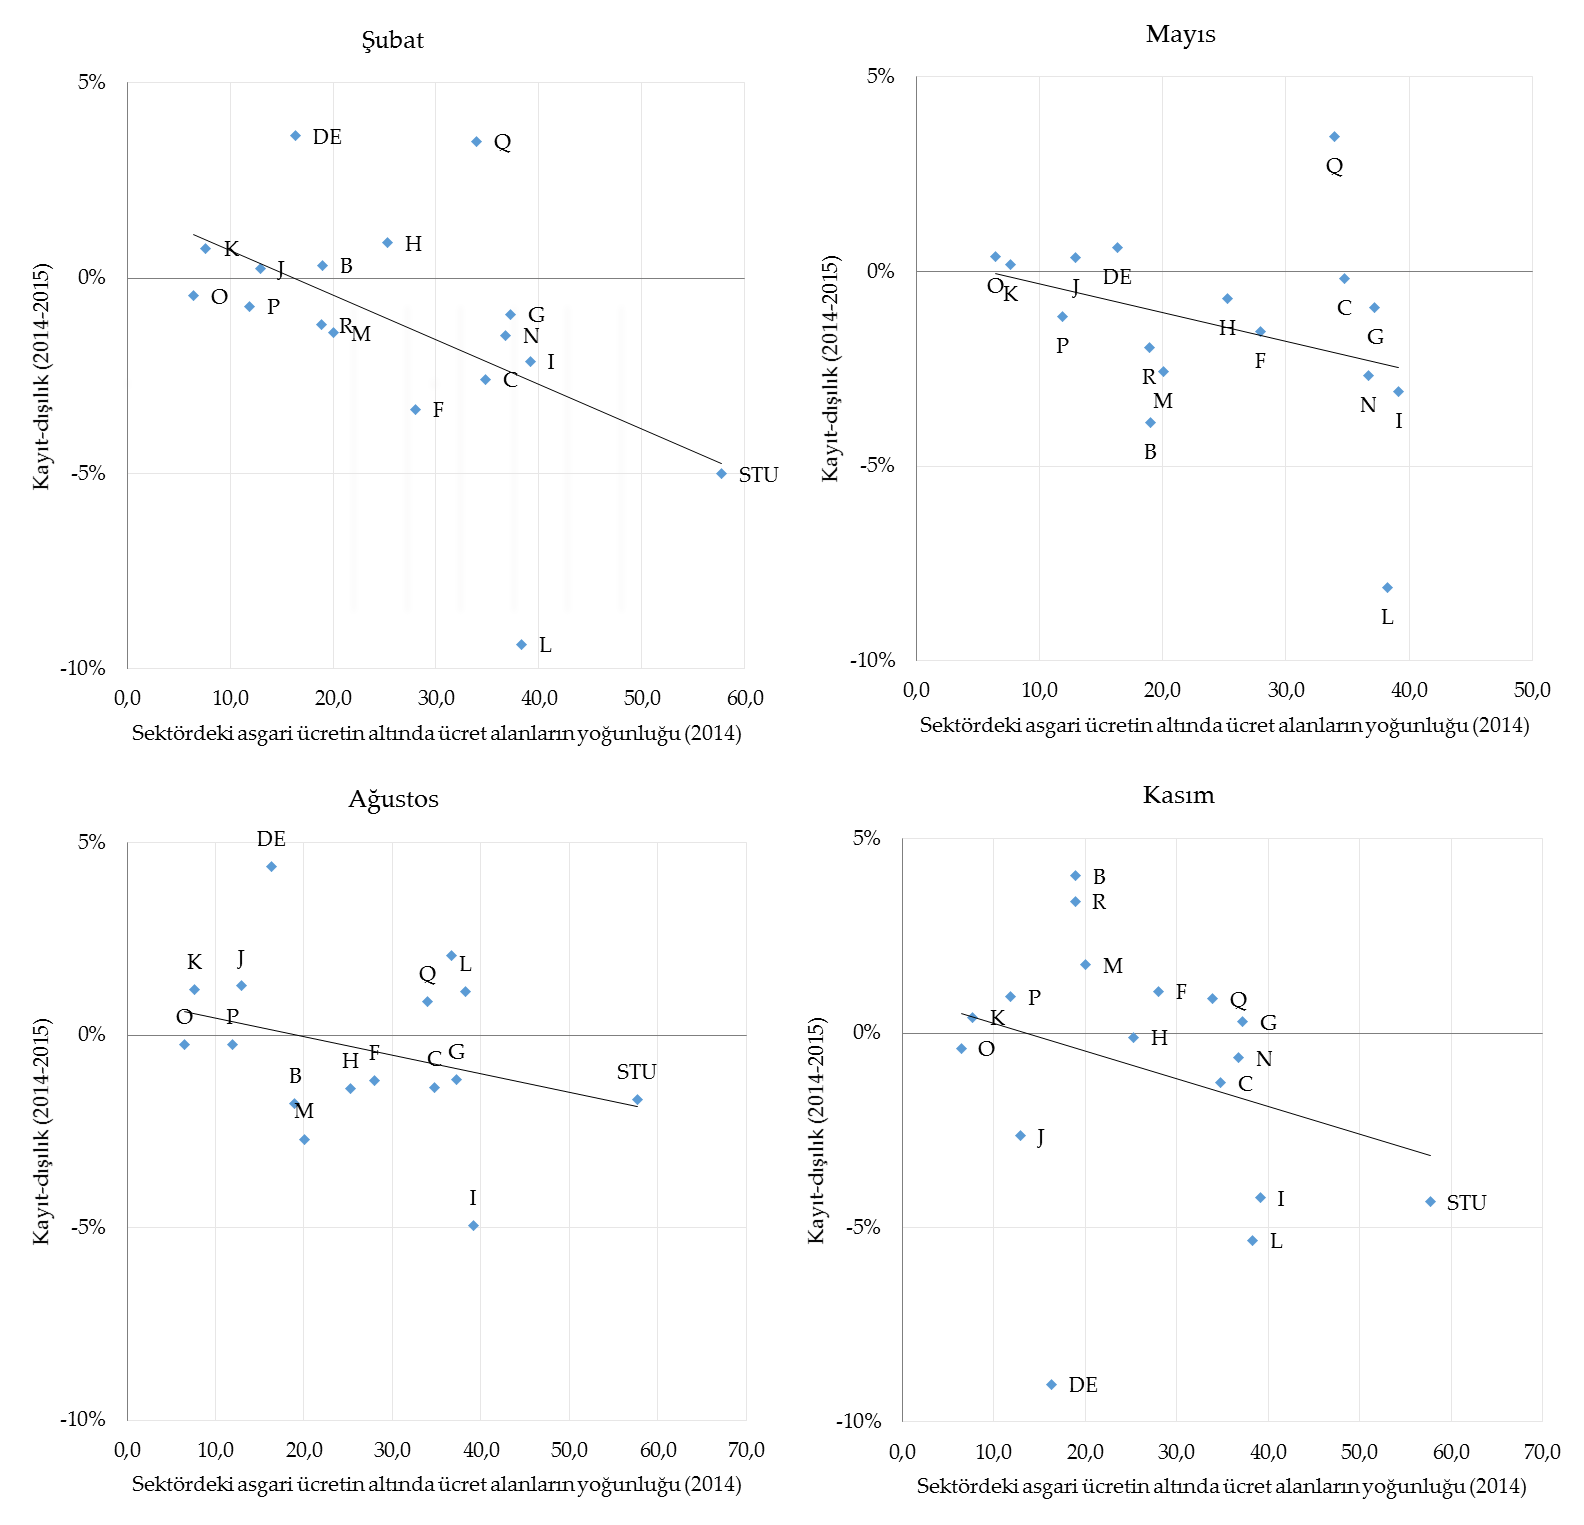 Şubat
5%
DE
Q
H
K
B
J
0%
O
P
G
R
M
N
I
C
F
-5%
STU
L
-10%
0,0 10,0 20,0 30,0 40,0 50,0 60,0
Kayıt-dışılık (2014-2015)
Sektördeki asgari ücretin altında ücret alanların yoğunluğu (2014)
Mayıs
5%
Q
0%
DE
O
K
J
C
H
G
P
F
R
M
N
I
B
-5%
L
-10%
0,0 10,0 20,0 30,0 40,0 50,0
Kayıt-dışılık (2014-2015)
Sektördeki asgari ücretin altında ücret alanların yoğunluğu (2014)
Ağustos
5%
DE
K
J
L
Q
O
P
0%
F
G
H
C
B
STU
M
I
-5%
-10%
0,0 10,0 20,0 30,0 40,0 50,0 60,0 70,0
Kayıt-dışılık (2014-2015)
Sektördeki asgari ücretin altında ücret alanların yoğunluğu (2014)
Kasım
5%
B
R
M
F
P
Q
K
G
0%
H
O
N
C
J
I
STU
-5%
L
DE
-10%
0,0 10,0 20,0 30,0 40,0 50,0 60,0 70,0
Kayıt-dışılık (2014-2015)
Sektördeki asgari ücretin altında ücret alanların yoğunluğu (2014)